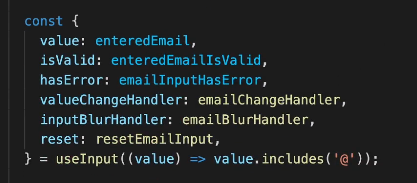 const {
value: enteredEmail,
isValid: enteredEmailIsValid,
hasError: emailInputHasError,
valueChangeHandler: emailChangeHandler,
inputBlurHandler: emailBlurHandler,
reset: resetEmailInput,
} = useInput((value) => value.includes('@'));